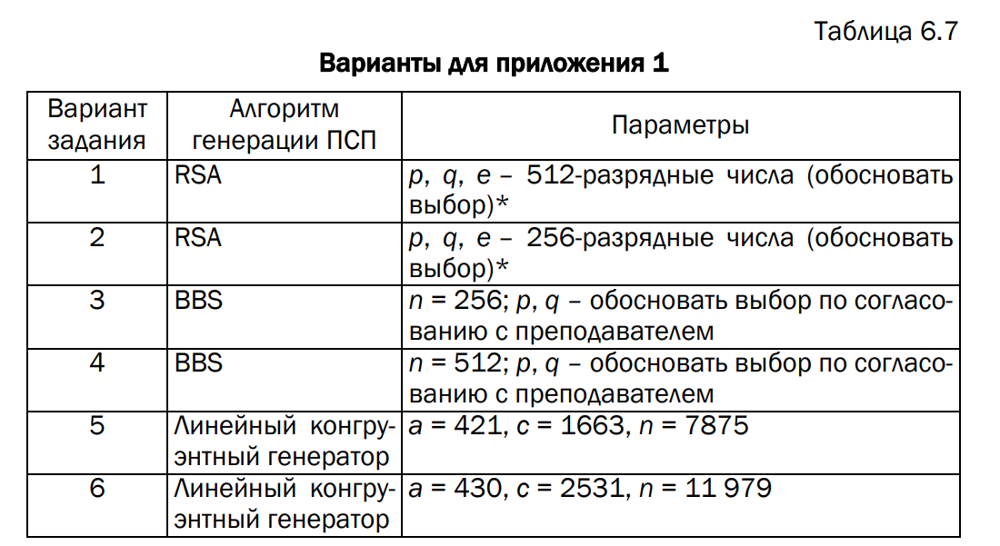 Таблица 6.7
Варианты для приложения 1
Вариант задания
Алгоритм генерации ПСП
Параметры
1
RSA
p, q, e – 512-разрядные числа (обосновать
выбор)*
2
RSA
p, q, e – 256-разрядные числа (обосновать
выбор)*
3
BBS
n = 256; p, q – обосновать выбор по согласо-
ванию с преподавателем
4
BBS
n = 512; p, q – обосновать выбор по согласо-
ванию с преподавателем
5
Линейный конгру-
энтный генератор
a = 421, c = 1663, n = 7875
6
Линейный конгру-
энтный генератор
a = 430, c = 2531, n = 11 979